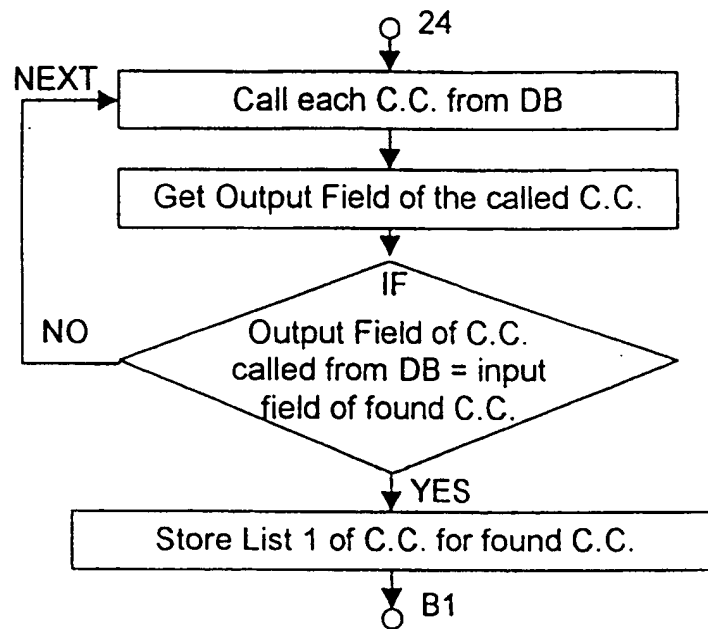 24
NEXT
Call each C.C. from DB
Get Output Field of the called C.C.
IF
NO
Output Field of C.C.
called from DB = input
field of found C.C.
YES
Store List 1 of C.C. for found C.C.
B1